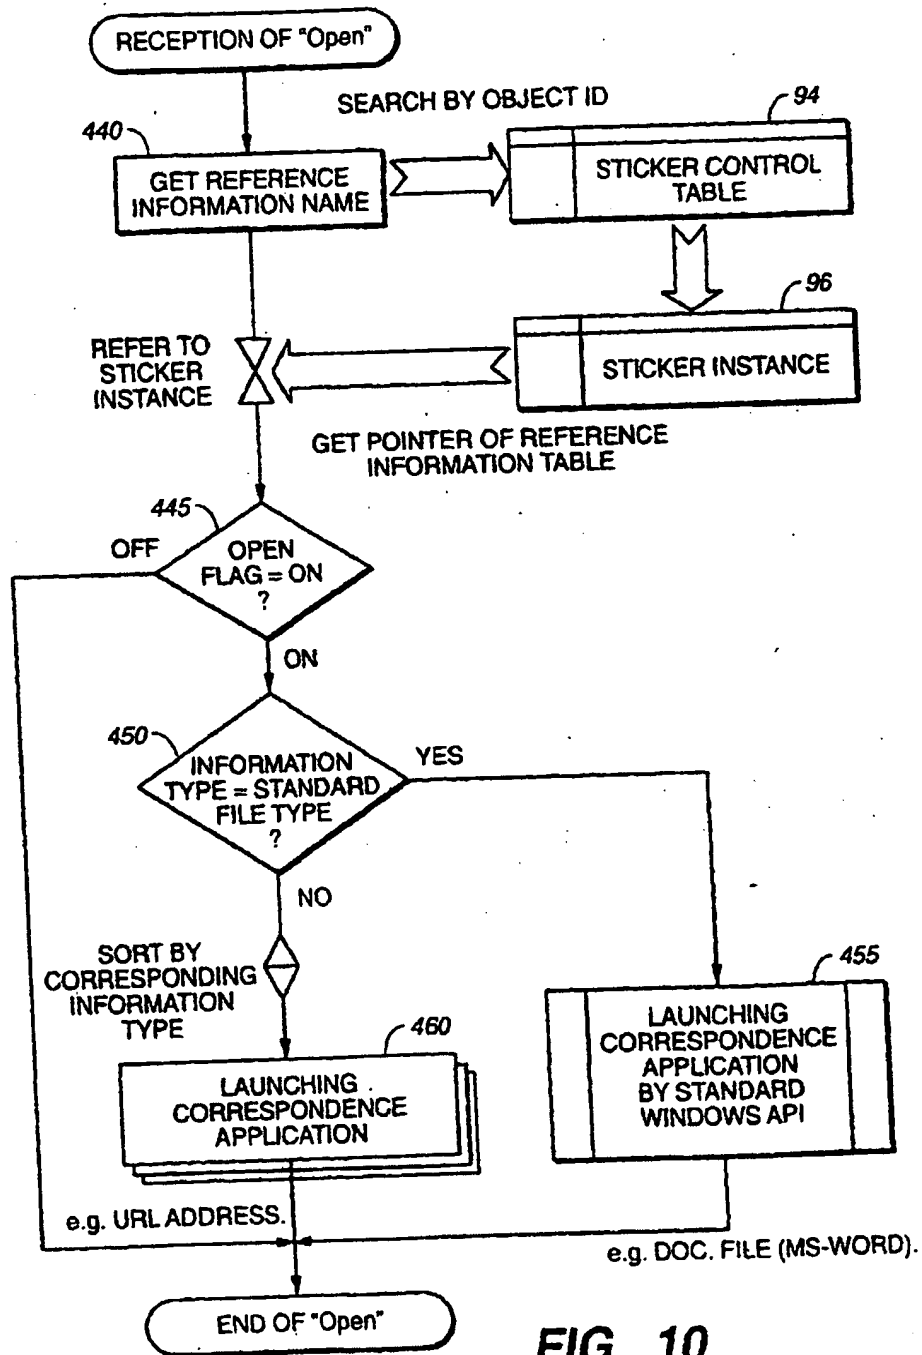 RECEPTION OF "Open"
SEARCH BY OBJECT ID
94
440
GET REFERENCE
INFORMATION NAME
STICKER CONTROL
TABLE
96
REFER TO
STICKER
INSTANCE
STICKER INSTANCE
GET POINTER OF REFERENCE
INFORMATION TABLE
445
OFF
OPEN
FLAG = ON
?
ON
450
INFORMATION
TYPE = STANDARD
FILE TYPE
?
YES
NO
SORT BY
CORRESPONDING
INFORMATION
TYPE
455
LAUNCHING
CORRESPONDENCE
APPLICATION
BY STANDARD
WINDOWS API
460
LAUNCHING
CORRESPONDENCE
APPLICATION
e.g. URL ADDRESS.
e.g. DOC. FILE (MS-WORD).
END OF "Open"
FIG._10